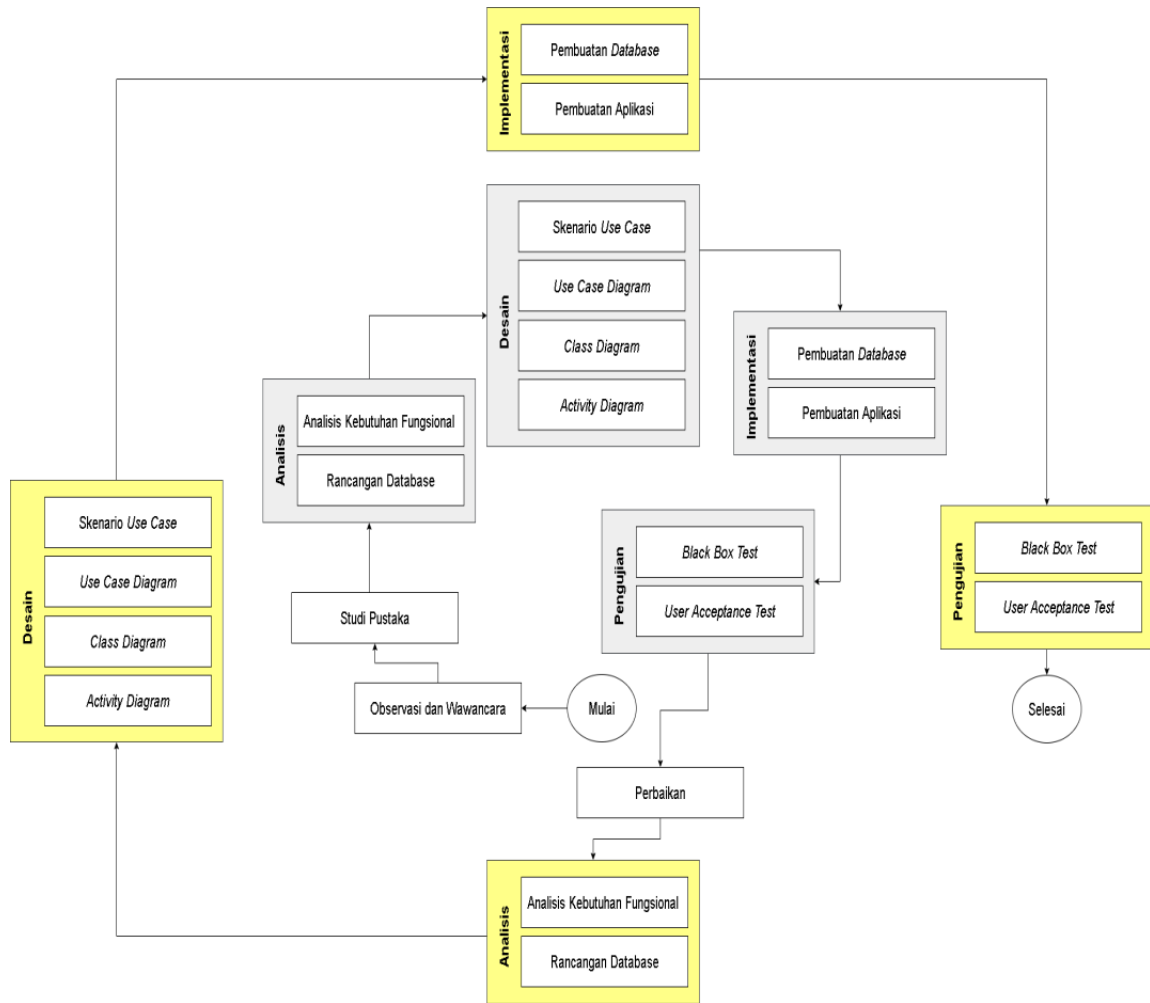 Implementasi
Pembuatan Database
Pembuatan Aplikasi
Desain
Skenario Use Case
Use Case Diagram
Class Diagram
Activity Diagram
Implementasi
Pembuatan Database
Pembuatan Aplikasi
Analisis
Analisis Kebutuhan Fungsional
Rancangan Database
Desain
Skenario Use Case
Use Case Diagram
Class Diagram
Activity Diagram
Pengujian
Black Box Test
User Acceptance Test
Pengujian
Black Box Test
User Acceptance Test
Studi Pustaka
Observasi dan Wawancara
Mulai
Selesai
Perbaikan
Analisis
Analisis Kebutuhan Fungsional
Rancangan Database